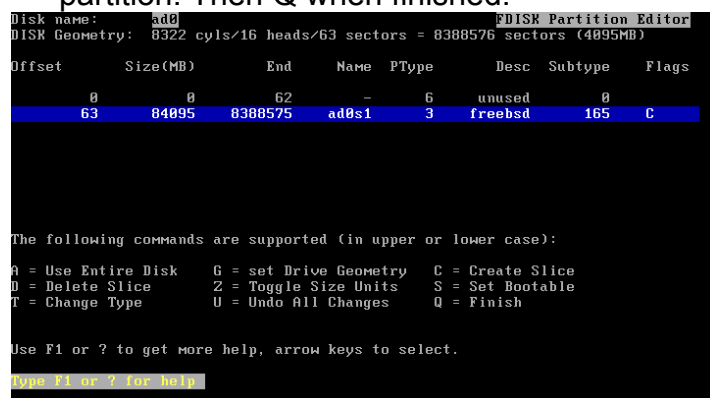 partition. Then Q when finished.
Disk name: ad0 FDISK Partition Editor
DISK Geometry: 8322 cyls/16 heads/63 sectors = 8388576 sectors (4095MB)
Offset Size(MB) End Name PType Desc Subtype Flags
0 0 62 - 6 unused 0
63 84095 8388575 ad0s1 3 freebsd 165 C
The following commands are supported (in upper or lower case):
A = Use Entire Disk G = set Drive Geometry C = Create Slice
D = Delete Slice Z = Toggle Size Units S = Set Bootable
T = Change Type U = Undo All Changes Q = Finish
Use F1 or ? to get more help, arrow keys to select.
Type F1 or ? for help